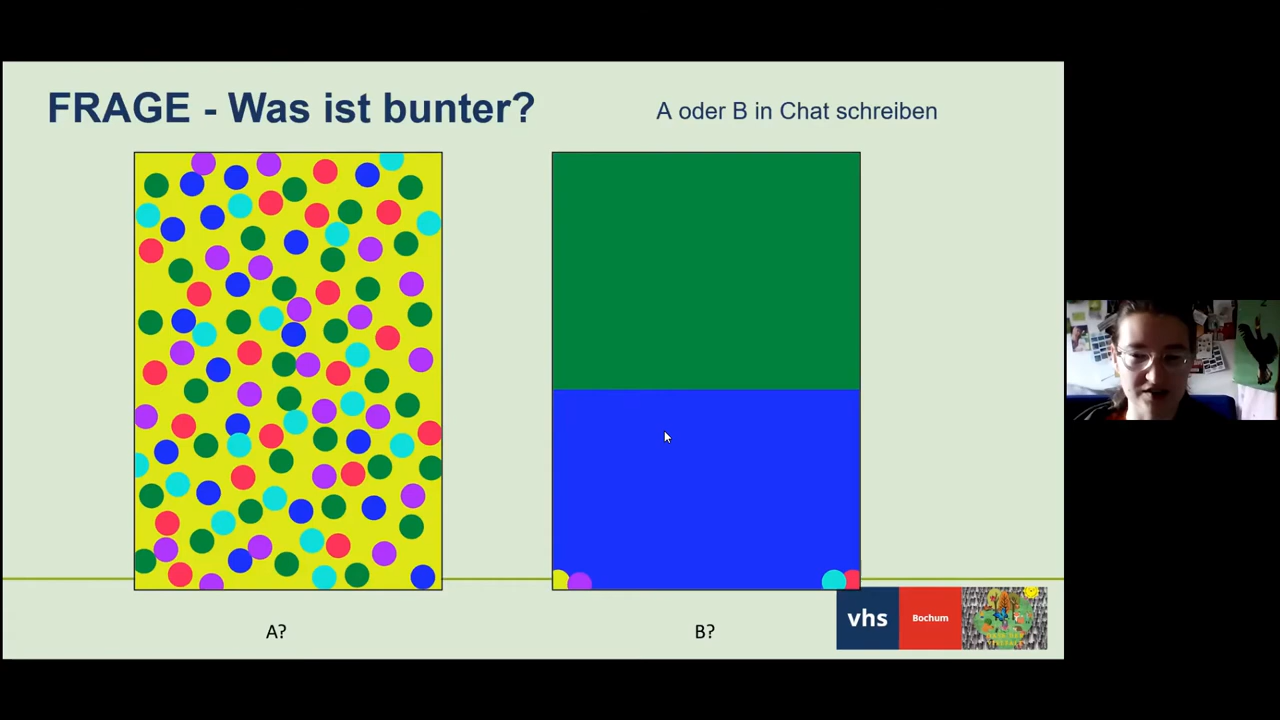 FRAGE - Was ist bunter?
A oder B in Chat schreiben
A?
B?
vhs
Bochum